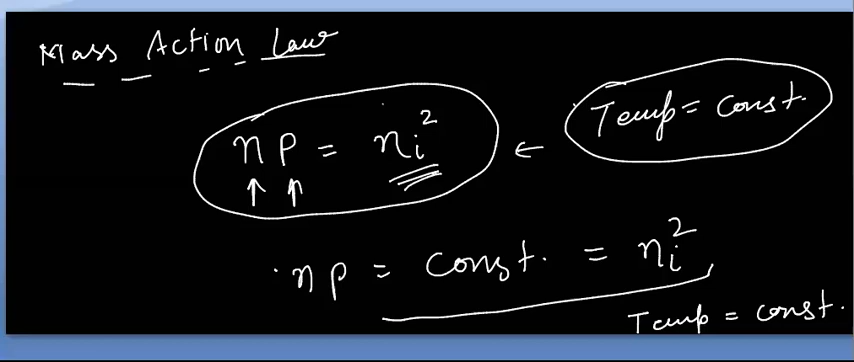 Mass Action Law
np = ni² ← Temp = const.
np = const. = ni²
Temp = const.